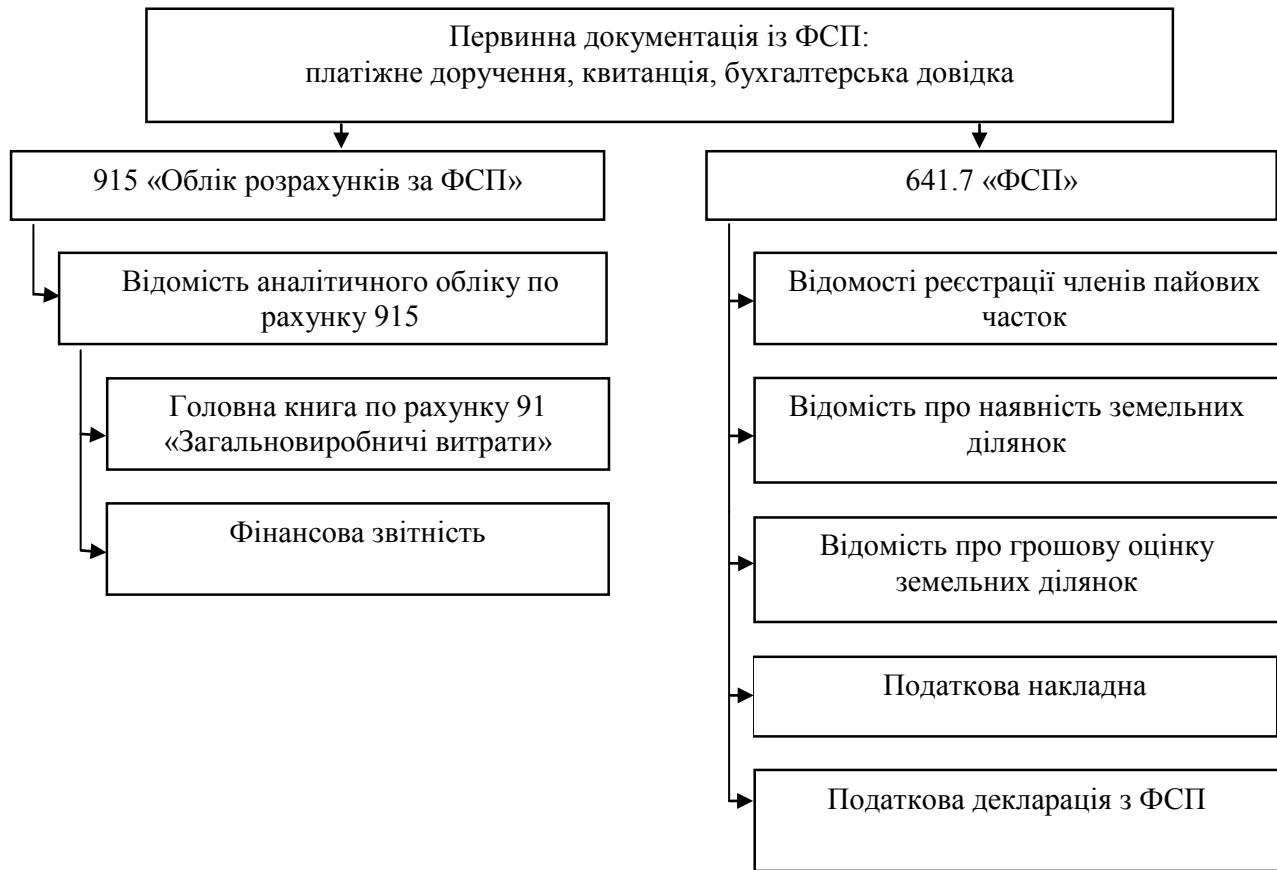 Первинна документація із ФСП:
платіжне доручення, квитанція, бухгалтерська довідка
915 «Облік розрахунків за ФСП»
Відомість аналітичного обліку по
рахунку 915
Головна книга по рахунку 91
«Загальновиробничі витрати»
Фінансова звітність
641.7 «ФСП»
Відомості реєстрації членів пайових
часток
Відомість про наявність земельних
ділянок
Відомість про грошову оцінку
земельних ділянок
Податкова накладна
Податкова декларація з ФСП